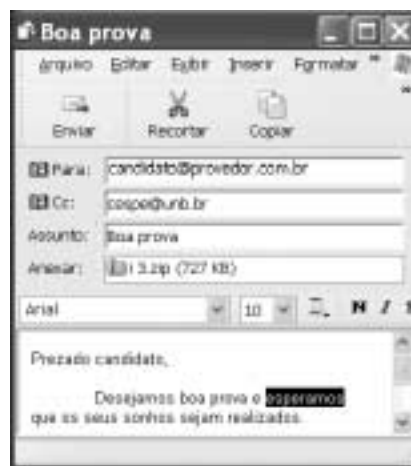 Boa prova
Arquivo Editar Exibir Inserir Formatar »
Enviar Recortar Copiar »
Para: candidato@provedor.com.br
Cc: cespe@unb.br
Assunto: Boa prova
Anexar: i 3.zip (727 KB)
Arial 10 N I
Prezado candidato,
Desejamos boa prova e esperamos
que os seus sonhos sejam realizados.